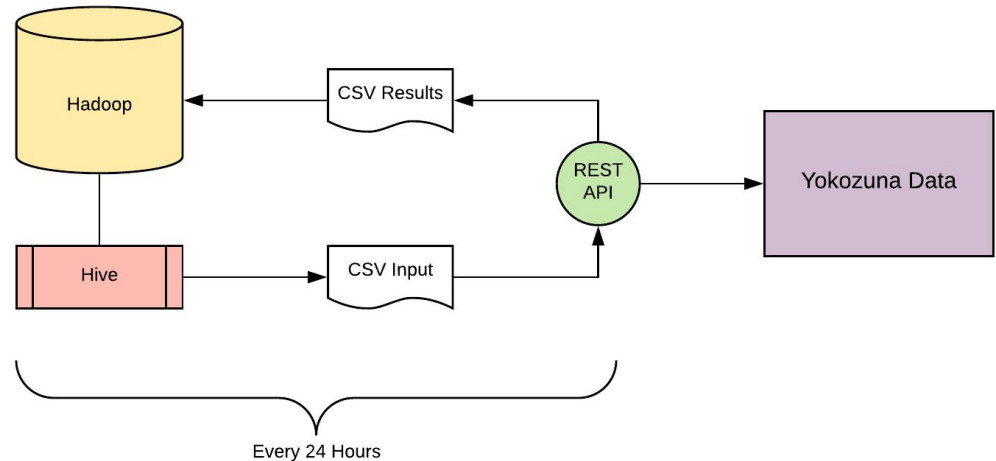 Hadoop
CSV Results
REST
API
Yokozuna Data
Hive
CSV Input
Every 24 Hours